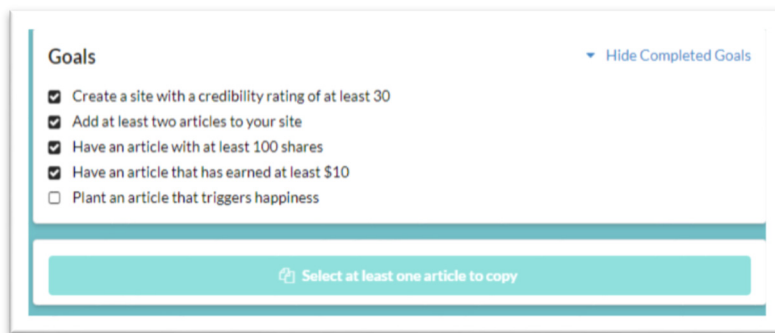 Goals
Hide Completed Goals
Create a site with a credibility rating of at least 30
Add at least two articles to your site
Have an article with at least 100 shares
Have an article that has earned at least $10
Plant an article that triggers happiness
Select at least one article to copy